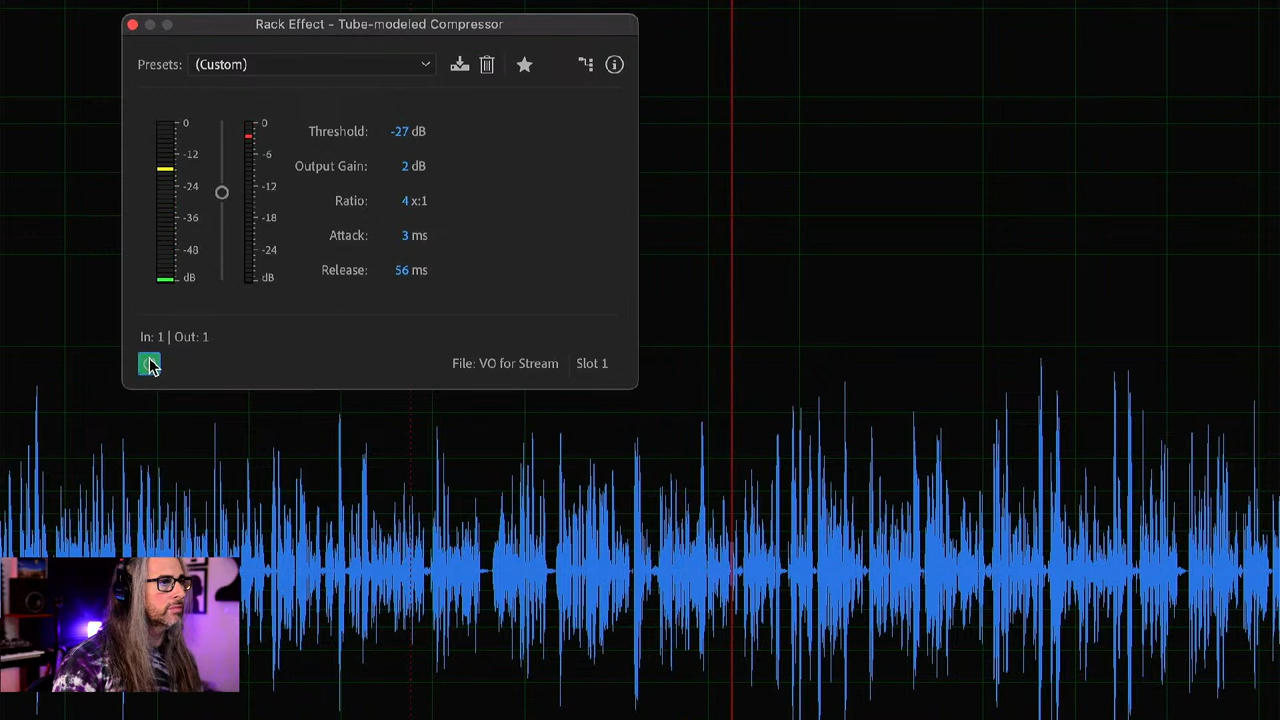 Rack Effect - Tube-modeled Compressor
Presets: (Custom)
0 0
-12 -6
-24 -12
-36 -18
-48 -24
dB dB
Threshold: -27 dB
Output Gain: 2 dB
Ratio: 4 x:1
Attack: 3 ms
Release: 56 ms
In: 1 | Out: 1
File: VO for Stream Slot 1